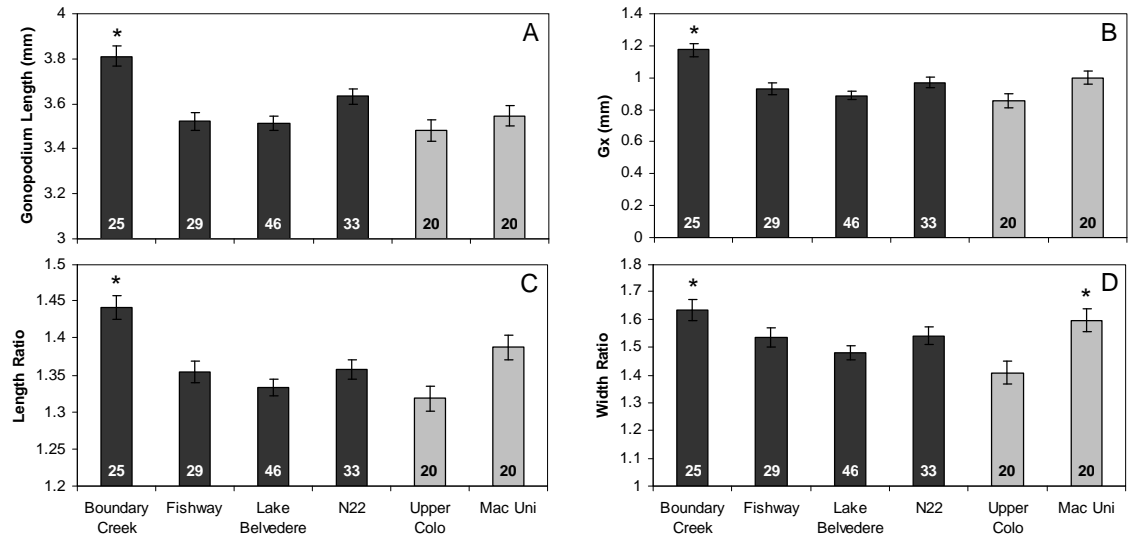 A
Gonopodium Length (mm)
4
3.8
3.6
3.4
3.2
3
*
25 29 46 33 20 20
B
Gx (mm)
1.4
1.2
1
0.8
0.6
0.4
0.2
0
*
25 29 46 33 20 20
C
Length Ratio
1.5
1.45
1.4
1.35
1.3
1.25
1.2
*
25 29 46 33 20 20
Boundary Creek Fishway Lake Belvedere N22 Upper Colo Mac Uni
D
Width Ratio
1.8
1.7
1.6
1.5
1.4
1.3
1.2
1.1
1
* *
25 29 46 33 20 20
Boundary Creek Fishway Lake Belvedere N22 Upper Colo Mac Uni